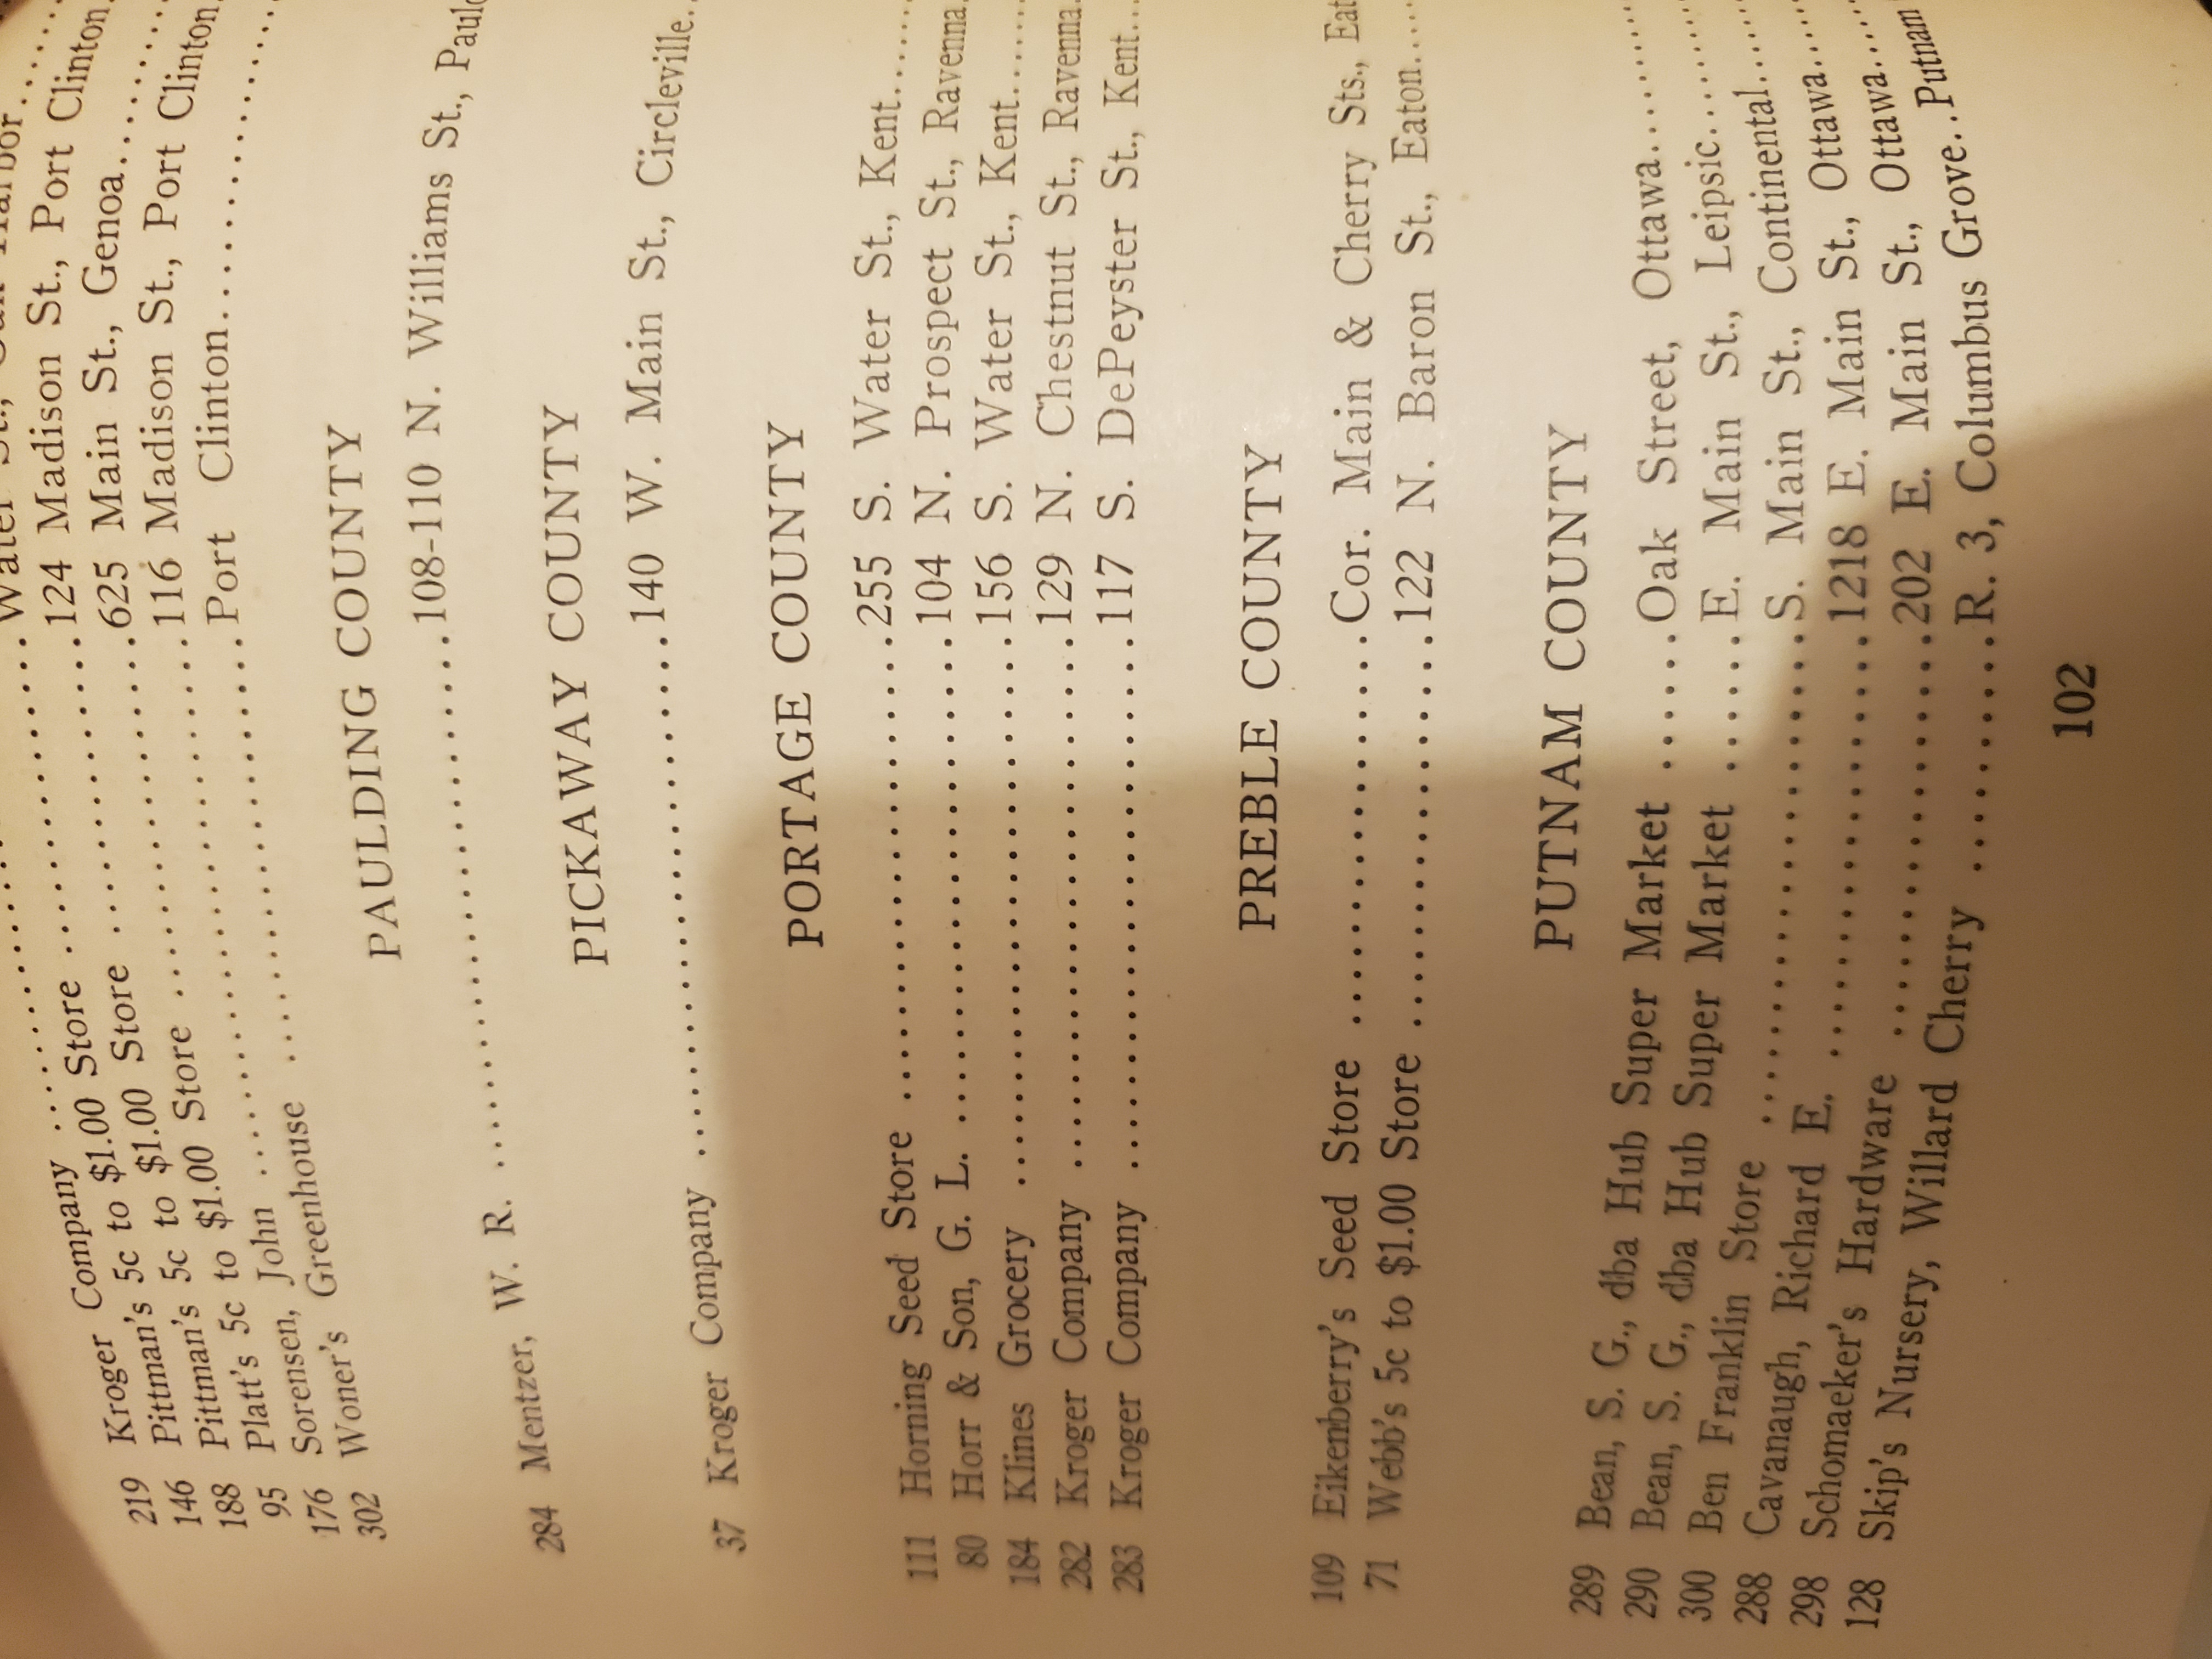 219 Kroger Company ..........
146 Pittman's 5c to $1.00 Store .......... Water St., Oak Harbor..
188 Pittman's 5c to $1.00 Store ..........124 Madison St., Port Clinton..
95 Platt's 5c to $1.00 Store ..........625 Main St., Genoa..........
176 Sorensen, John ..........116 Madison St., Port Clinton..
302 Woner's Greenhouse ..........Port Clinton..........
PAULDING COUNTY
284 Mentzer, W. R. ..........108-110 N. Williams St.,
PICKAWAY COUNTY
37 Kroger Company ..........140 W. Main St., Circleville..
PORTAGE COUNTY
111 Horning Seed Store ..........255 S. Water St., Kent......
80 Horr & Son, G. L. ..........104 N. Prospect St., Ravenna.
184 Klines Grocery ..........156 S. Water St., Kent......
282 Kroger Company ..........129 N. Chestnut St., Ravenna.
283 Kroger Company ..........117 S. DePeyster St., Kent...
PREBLE COUNTY
109 Eikenberry's Seed Store ..........Cor. Main & Cherry Sts., Eat
71 Webb's 5c to $1.00 Store ..........122 N. Baron St., Eaton.....
PUTNAM COUNTY
289 Bean, S. G., dba Hub Super Market ......Oak Street, Ottawa..........
290 Bean, S. G., dba Hub Super Market ......E. Main St., Leipsic........
300 Ben Franklin Store ..........S. Main St., Continental......
288 Cavanaugh, Richard E. ..........1218 E. Main St., Ottawa.....
298 Schomaeker's Hardware ..........202 E. Main St., Ottawa.....
128 Skip's Nursery, Willard Cherry ..........R. 3, Columbus Grove..Putnam
102